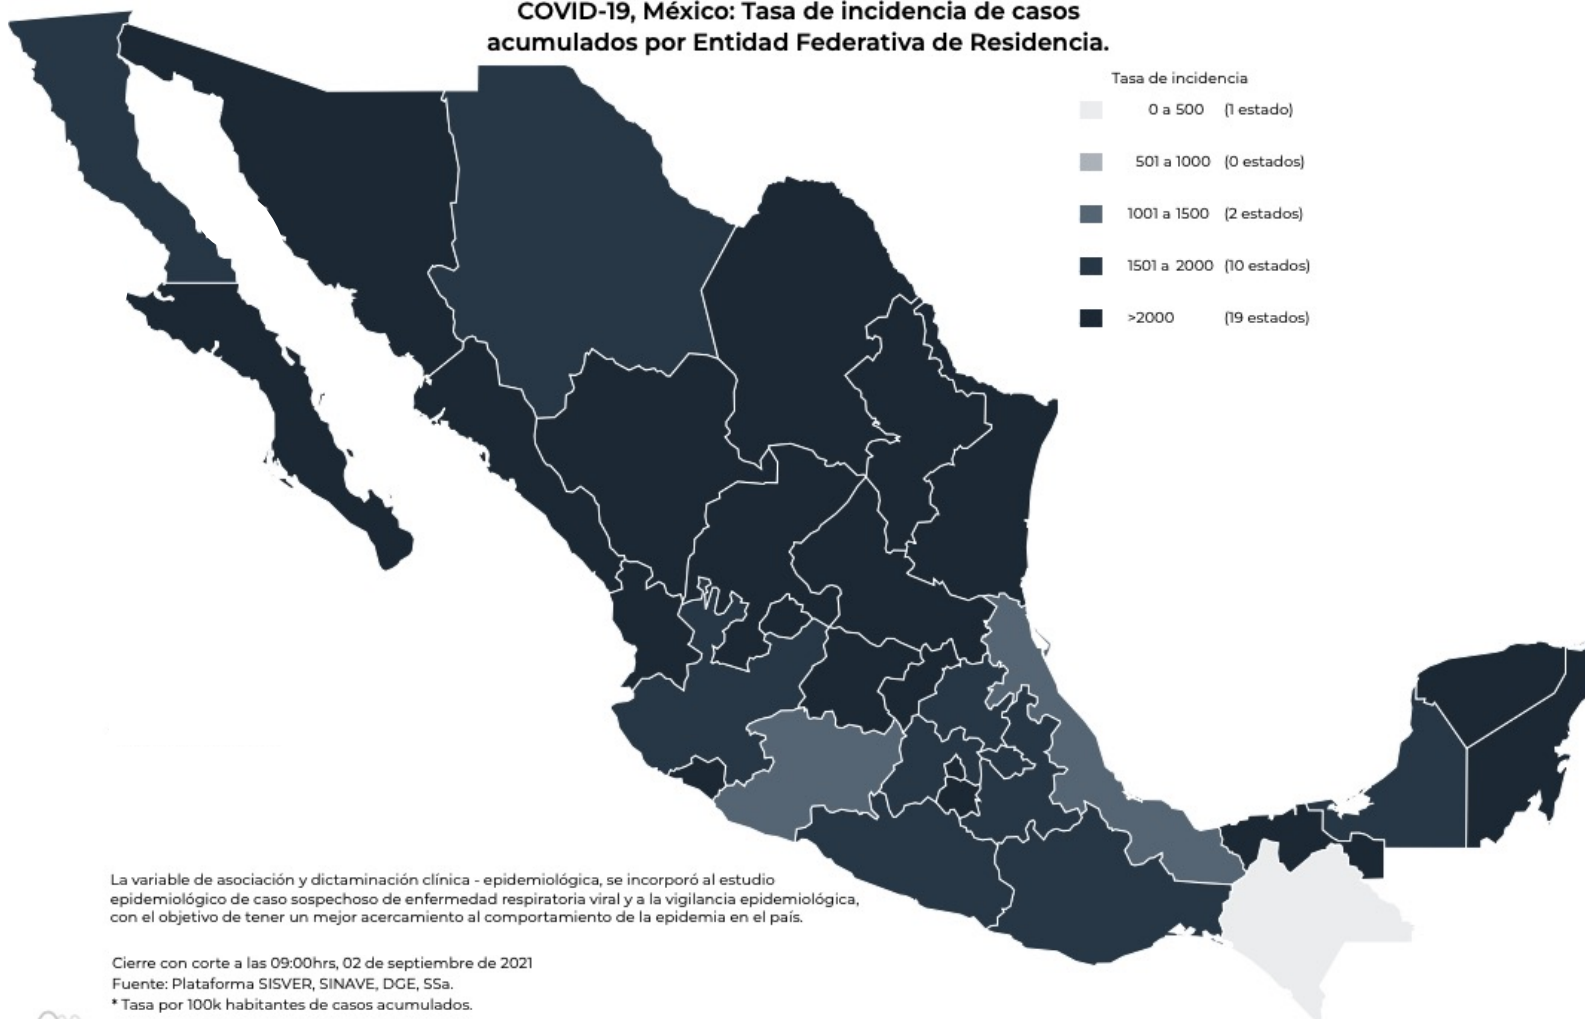 COVID-19, México: Tasa de incidencia de casos
acumulados por Entidad Federativa de Residencia.
Tasa de incidencia
0 a 500 (1 estado)
501 a 1000 (0 estados)
1001 a 1500 (2 estados)
1501 a 2000 (10 estados)
>2000 (19 estados)
La variable de asociación y dictaminación clínica - epidemiológica, se incorporó al estudio
epidemiológico de caso sospechoso de enfermedad respiratoria viral y a la vigilancia epidemiológica,
con el objetivo de tener un mejor acercamiento al comportamiento de la epidemia en el país.
Cierre con corte a las 09:00hrs, 02 de septiembre de 2021
Fuente: Plataforma SISVER, SINAVE, DGE, SSa.
* Tasa por 100k habitantes de casos acumulados.